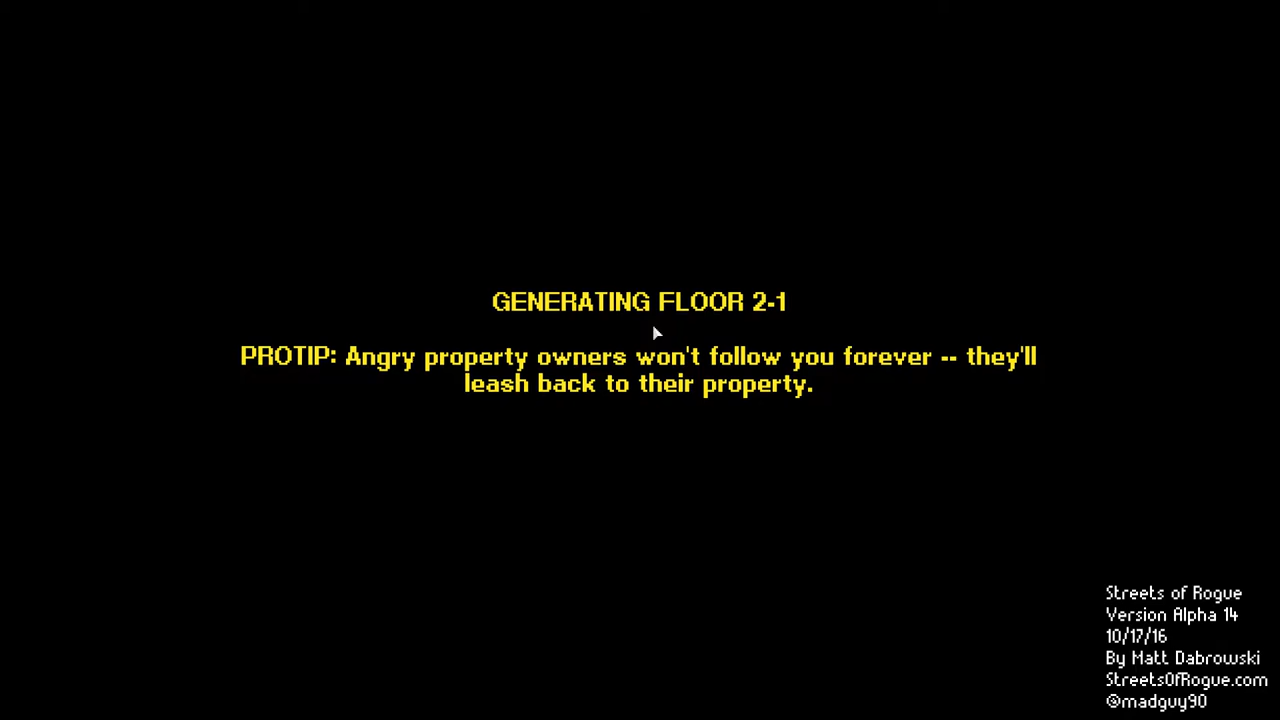 GENERATING FLOOR 2-1
PROTIP: Angry property owners won't follow you forever -- they'll
leash back to their property.
Streets of Rogue
Version Alpha 14
10/17/16
By Matt Dabrowski
StreetsOfRogue.com
@madguy90